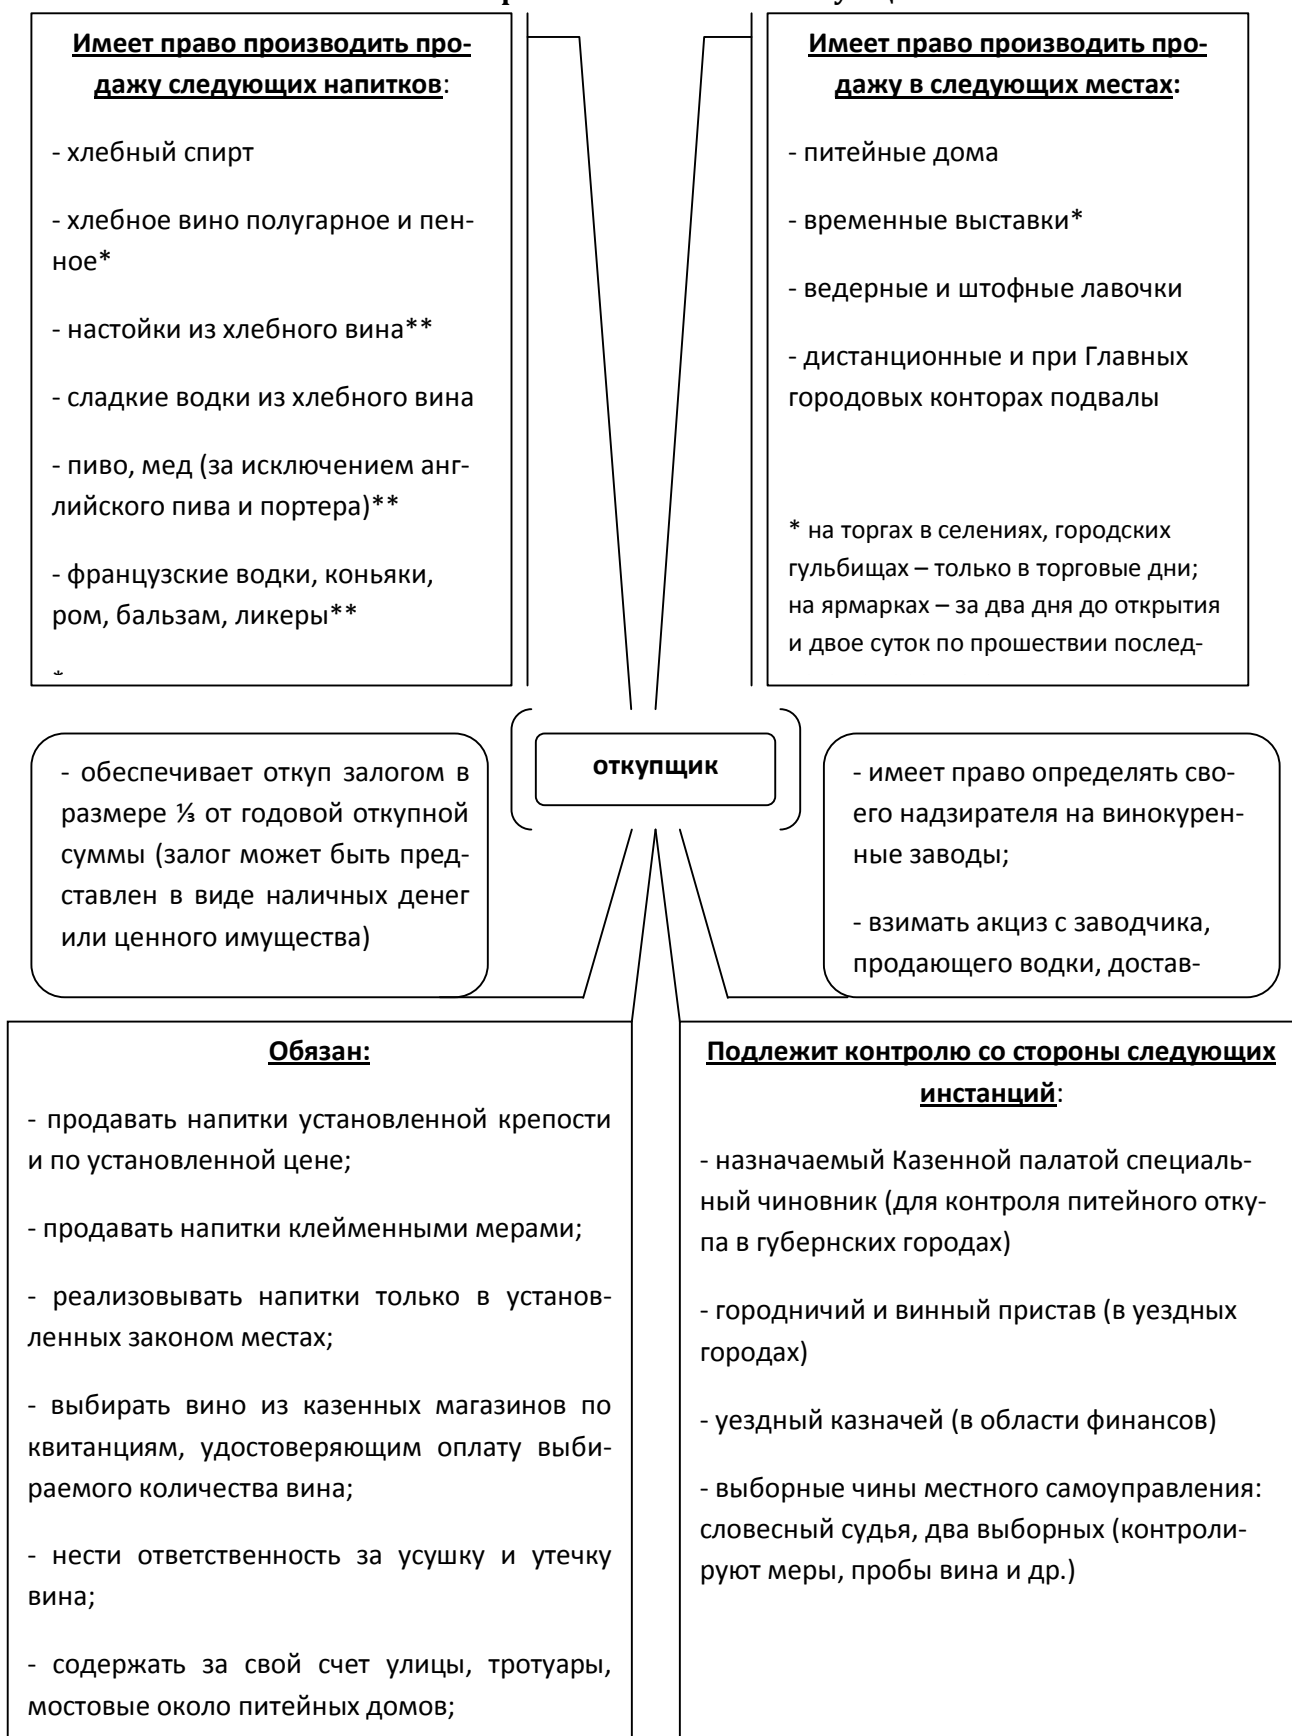 Имеет право производить про-
дажу следующих напитков:
- хлебный спирт
- хлебное вино полугарное и пен-
ное*
- настойки из хлебного вина**
- сладкие водки из хлебного вина
- пиво, мед (за исключением анг-
лийского пива и портера)**
- французские водки, коньяки,
ром, бальзам, ликеры**
*
Имеет право производить про-
дажу в следующих местах:
- питейные дома
- временные выставки*
- ведерные и штофные лавочки
- дистанционные и при Главных
городовых конторах подвалы
* на торгах в селениях, городских
гульбищах – только в торговые дни;
на ярмарках – за два дня до открытия
и двое суток по прошествии послед-
- обеспечивает откуп залогом в
размере ⅓ от годовой откупной
суммы (залог может быть пред-
ставлен в виде наличных денег
или ценного имущества)
откупщик
- имеет право определять сво-
его надзирателя на винокурен-
ные заводы;
- взимать акциз с заводчика,
продающего водки, достав-
Обязан:
- продавать напитки установленной крепости
и по установленной цене;
- продавать напитки клейменными мерами;
- реализовывать напитки только в установ-
ленных законом местах;
- выбирать вино из казенных магазинов по
квитанциям, удостоверяющим оплату выби-
раемого количества вина;
- нести ответственность за усушку и утечку
вина;
- содержать за свой счет улицы, тротуары,
мостовые около питейных домов;
Подлежит контролю со стороны следующих
инстанций:
- назначаемый Казенной палатой специаль-
ный чиновник (для контроля питейного отку-
па в губернских городах)
- городничий и винный пристав (в уездных
городах)
- уездный казначей (в области финансов)
- выборные чины местного самоуправления:
словесный судья, два выборных (контроли-
руют меры, пробы вина и др.)